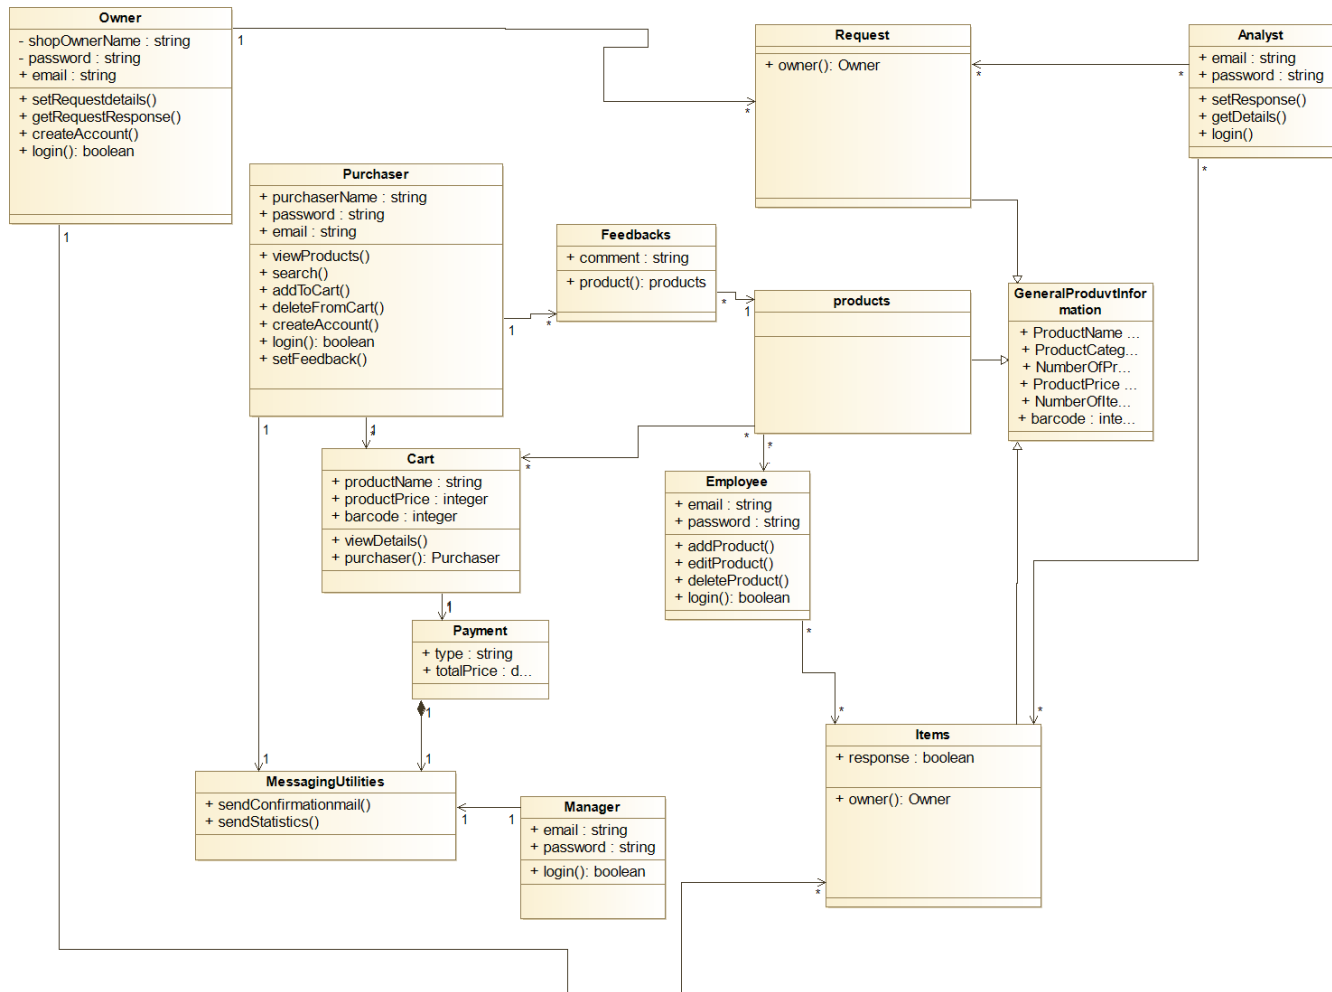 Owner
- shopOwnerName : string
- password : string
+ email : string
+ setRequestdetails()
+ getRequestResponse()
+ createAccount()
+ login(): boolean
1
1
Request
+ owner(): Owner
*
*
Analyst
+ email : string
+ password : string
+ setResponse()
+ getDetails()
+ login()
*
*
Purchaser
+ purchaserName : string
+ password : string
+ email : string
+ viewProducts()
+ search()
+ addToCart()
+ deleteFromCart()
+ createAccount()
+ login(): boolean
+ setFeedback()
1
1
1
Feedbacks
+ comment : string
+ product(): products
*
*
products
1
*
*
GeneralProduvtInfor
mation
+ ProductName ...
+ ProductCateg...
+ NumberOfPr...
+ ProductPrice ...
+ NumberOfIte...
+ barcode : inte...
Cart
+ productName : string
+ productPrice : integer
+ barcode : integer
+ viewDetails()
+ purchaser(): Purchaser
*
*
Employee
+ email : string
+ password : string
+ addProduct()
+ editProduct()
+ deleteProduct()
+ login(): boolean
*
1
Payment
+ type : string
+ totalPrice : d...
1
1
1
MessagingUtilities
+ sendConfirmationmail()
+ sendStatistics()
1
1
Manager
+ email : string
+ password : string
+ login(): boolean
*
*
Items
+ response : boolean
+ owner(): Owner
*